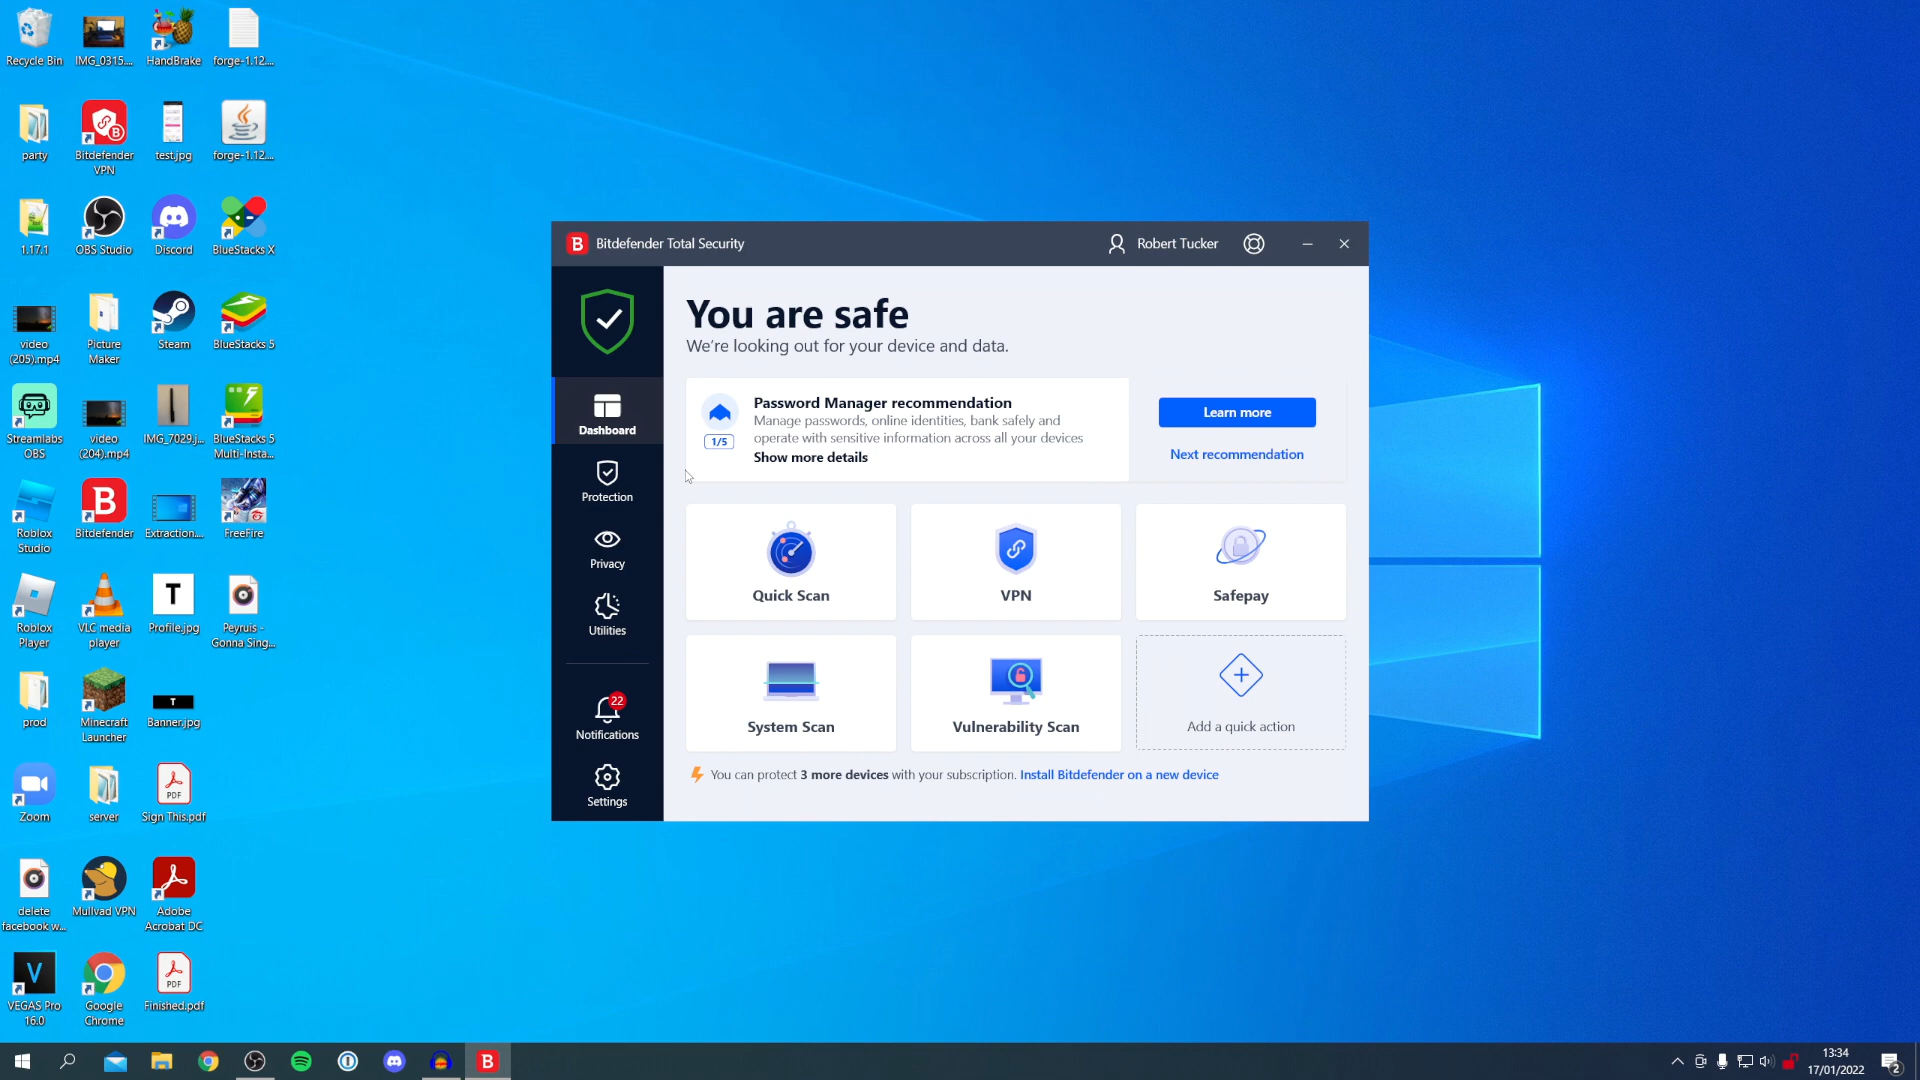 Recycle Bin
IMG_0315....
HandBrake
forge-1.12....
party
Bitdefender
VPN
test.jpg
forge-1.12....
1.17.1
OBS Studio
Discord
BlueStacks X
video
(205).mp4
Picture
Maker
Steam
BlueStacks 5
Streamlabs
OBS
video
(204).mp4
IMG_7029.j...
BlueStacks 5
Multi-Insta...
Roblox
Studio
Bitdefender
Extraction....
FreeFire
Roblox
Player
VLC media
player
T
Profile.jpg
Peyruis -
Gonna Sing...
prod
Minecraft
Launcher
T
Banner.jpg
Zoom
server
PDF
Sign This.pdf
delete
facebook w...
Mullvad VPN
Adobe
Acrobat DC
V
VEGAS Pro
16.0
Google
Chrome
PDF
Finished.pdf
B Bitdefender Total Security
Robert Tucker
Dashboard
Protection
Privacy
Utilities
22
Notifications
Settings
You are safe
We're looking out for your device and data.
1/5
Password Manager recommendation
Manage passwords, online identities, bank safely and
operate with sensitive information across all your devices
Show more details
Learn more
Next recommendation
Quick Scan
VPN
Safepay
System Scan
Vulnerability Scan
Add a quick action
You can protect 3 more devices with your subscription. Install Bitdefender on a new device
B
13:34
17/01/2022
2